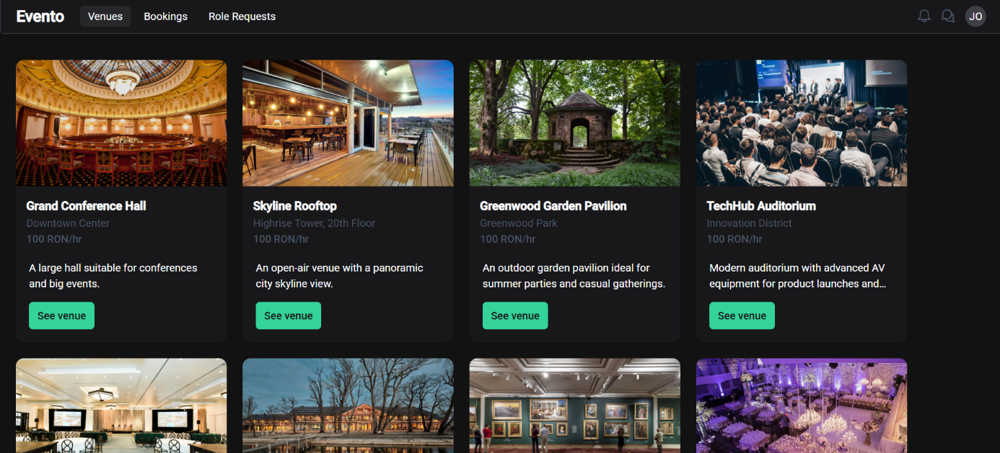 Evento Venues Bookings Role Requests JO
Grand Conference Hall
Downtown Center
100 RON/hr
A large hall suitable for conferences
and big events.
See venue
Skyline Rooftop
Highrise Tower, 20th Floor
100 RON/hr
An open-air venue with a panoramic
city skyline view.
See venue
Greenwood Garden Pavilion
Greenwood Park
100 RON/hr
An outdoor garden pavilion ideal for
summer parties and casual gatherings.
See venue
TechHub Auditorium
Innovation District
100 RON/hr
Modern auditorium with advanced AV
equipment for product launches and...
See venue